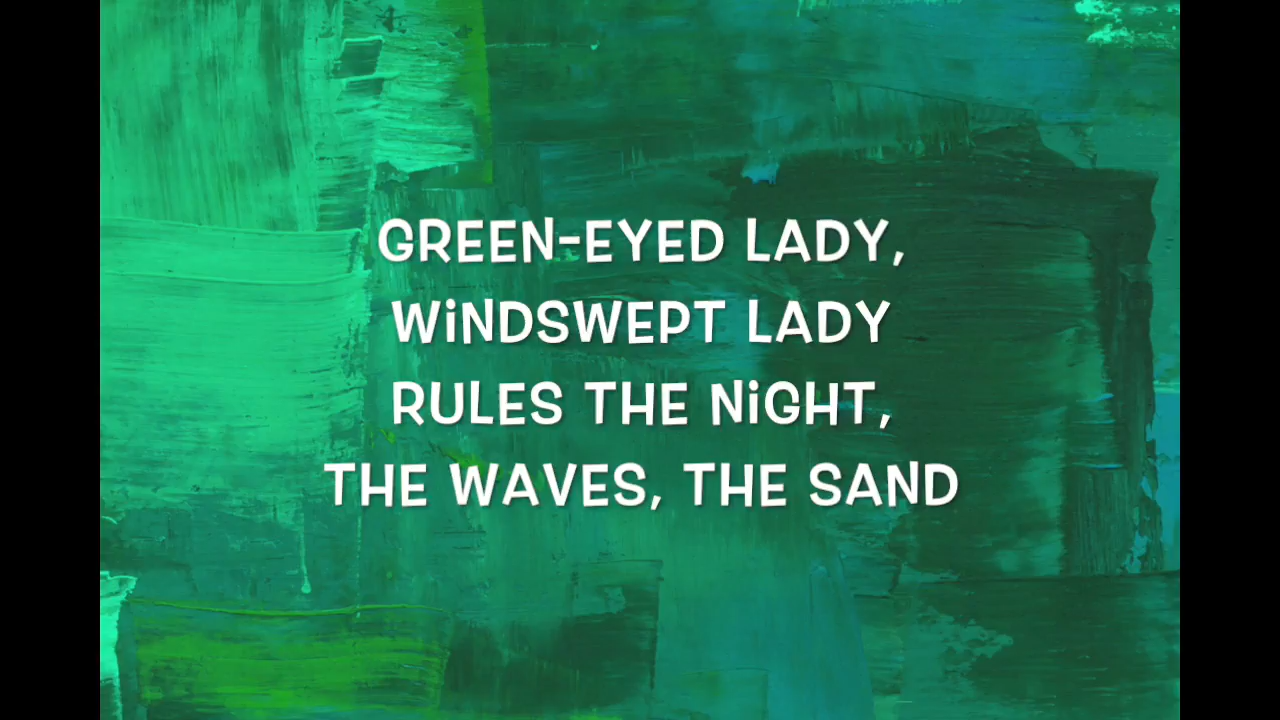 GREEN-EYED LADY,
WiNDSWEPT LADY
RULES THE NiGHT,
THE WAVES, THE SAND